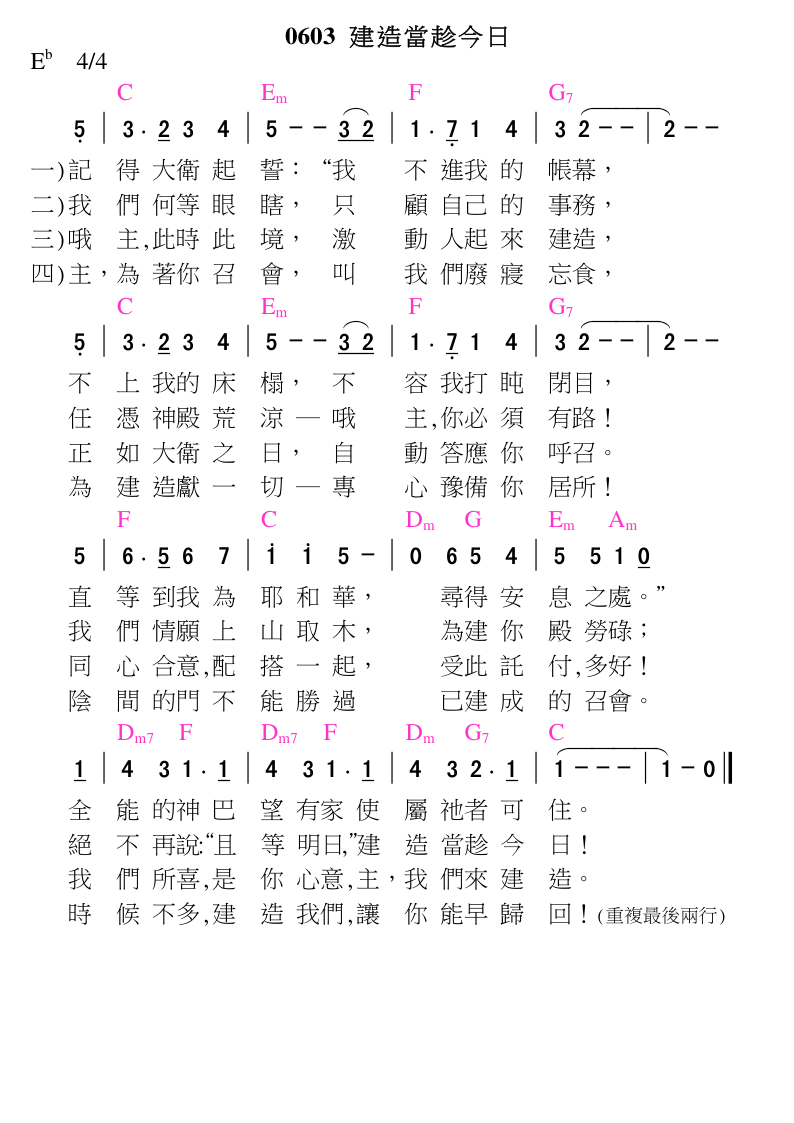 0603 建造當趁今日
E♭ 4/4
C Em F G7
5 | 3 . 2 3 4 | 5 – – 3 2 | 1 . 7 1 4 | 3 2 – – | 2 – –
一)記 得 大衛 起 誓：“我 不 進我 的 帳幕，
二)我 們 何等 眼 瞎， 只 顧 自己 的 事務，
三)哦 主,此時 此 境， 激 動 人起 來 建造，
四)主，為 著你 召 會， 叫 我 們廢 寢 忘食，
C Em F G7
5 | 3 . 2 3 4 | 5 – – 3 2 | 1 . 7 1 4 | 3 2 – – | 2 – –
不 上 我的 床 榻， 不 容 我打 盹 閉目，
任 憑 神殿 荒 涼 — 哦 主,你必 須 有路！
正 如 大衛 之 日， 自 動 答應 你 呼召。
為 建 造獻 一 切 — 專 心 豫備 你 居所！
F C Dm G Em Am
5 | 6 . 5 6 7 | i i 5 – | 0 6 5 4 | 5 5 1 0
直 等 到我 為 耶 和 華， 尋得 安 息 之處。”
我 們 情願 上 山 取 木， 為建 你 殿 勞碌；
同 心 合意,配 搭 一 起， 受此 託 付,多好！
陰 間 的門 不 能 勝 過 已建 成 的 召會。
Dm7 F Dm7 F Dm G7 C
1 | 4 3 1 . 1 | 4 3 1 . 1 | 4 3 2 . 1 | 1 – – – | 1 – 0 ‖
全 能 的神 巴 望 有家 使 屬 祂者 可 住。
絕 不 再說:“且 等 明日,”建 造 當趁 今 日！
我 們 所喜,是 你 心意,主，我 們來 建 造。
時 候 不多,建 造 我們,讓 你 能早 歸 回！(重複最後兩行)